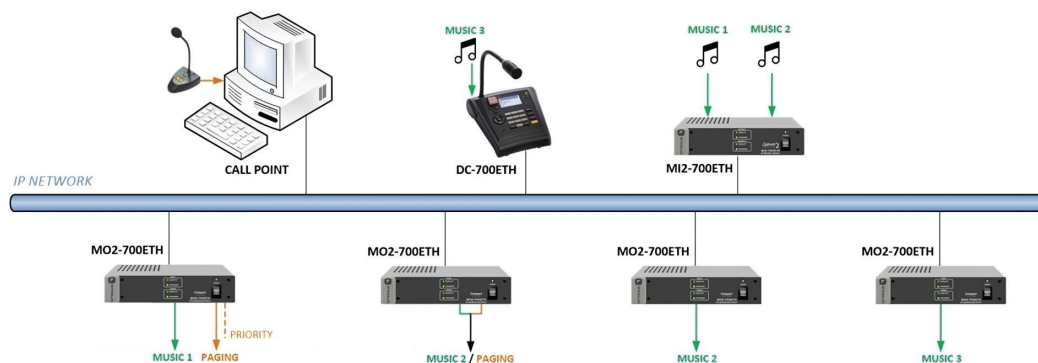 MUSIC 3
MUSIC 1
MUSIC 2
CALL POINT
DC-700ETH
MI2-700ETH
IP NETWORK
MO2-700ETH
MO2-700ETH
MO2-700ETH
MO2-700ETH
PRIORITY
MUSIC 1
PAGING
MUSIC 2 / PAGING
MUSIC 2
MUSIC 3